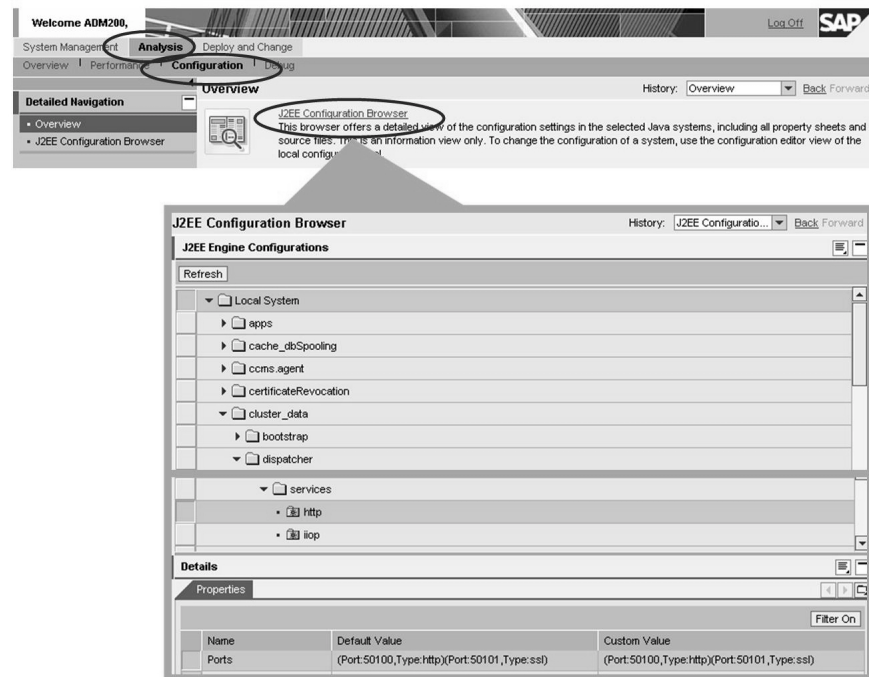 Welcome ADM200,
Log Off
SAP
System Management Analysis Deploy and Change
Overview Performance Configuration Debug
Overview
History: Overview Back Forward
Detailed Navigation
Overview
J2EE Configuration Browser
J2EE Configuration Browser
This browser offers a detailed view of the configuration settings in the selected Java systems, including all property sheets and
source files. This is an information view only. To change the configuration of a system, use the configuration editor view of the
local
J2EE Configuration Browser
History: J2EE Configuratio... Back Forward
J2EE Engine Configurations
Refresh
Local System
apps
cache_dbSpooling
ccms.agent
certificateRevocation
cluster_data
bootstrap
dispatcher
services
http
iiop
Details
Properties
Filter On
Name Default Value Custom Value
Ports (Port:50100,Type:http)(Port:50101,Type:ssl) (Port:50100,Type:http)(Port:50101,Type:ssl)